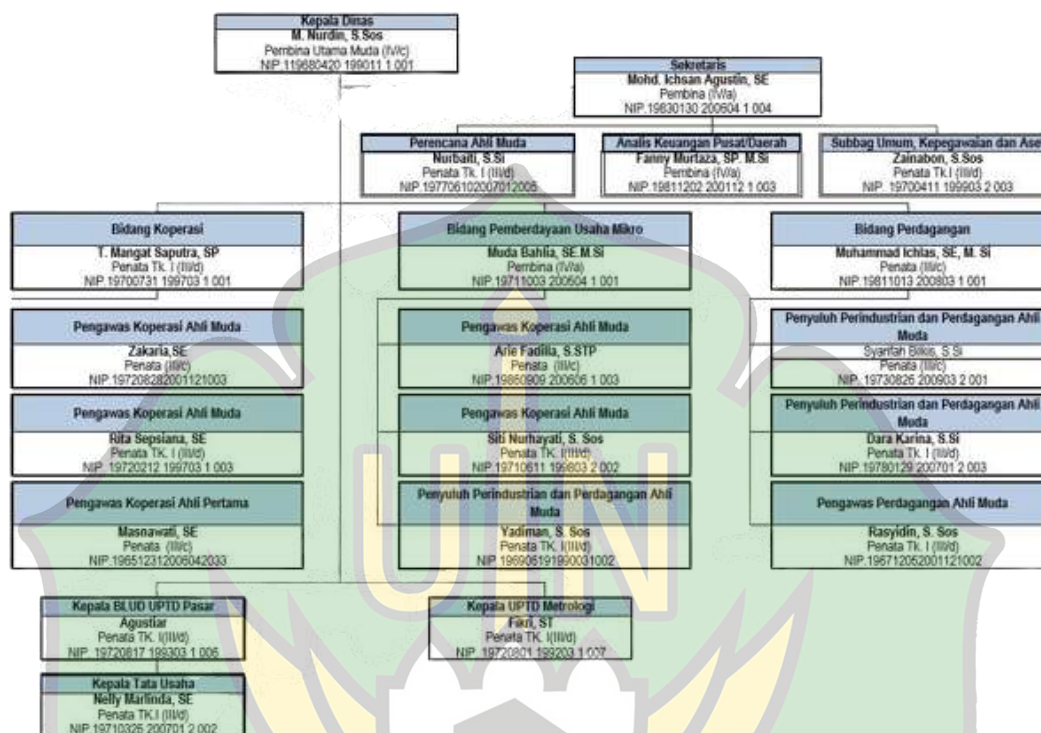 Kepala Dinas
M. Nurdin, S.Sos
Pembina Utama Muda (IV/c)
NIP.119680420 199011 1 001
Sekretaris
Mohd. Ichsan Agustin, SE
Pembina (IV/a)
NIP.19830130 200604 1 004
Perencana Ahli Muda
Nurbaiti, S.Si
Penata Tk. I (III/d)
NIP.197706102007012006
Analis Keuangan Pusat/Daerah
Fanny Murtaza, SP. M.Si
Pembina (IV/a)
NIP.19811202 200112 1 003
Subbag Umum, Kepegawaian dan Aset
Zainabon, S.Sos
Penata Tk.I (III/d)
NIP. 19700411 199903 2 003
Bidang Koperasi
T. Mangat Saputra, SP
Penata Tk. I (III/d)
NIP.19700731 199703 1 001
Bidang Pemberdayaan Usaha Mikro
Muda Bahlia, SE.M.Si
Pembina (IV/a)
NIP.19711003 200504 1 001
Bidang Perdagangan
Muhammad Ichlas, SE, M. Si
Penata (III/c)
NIP.19811013 200803 1 001
Pengawas Koperasi Ahli Muda
Zakaria,SE
Penata (III/c)
NIP.197208282001121003
Pengawas Koperasi Ahli Muda
Arie Fadilla, S.STP
Penata (III/c)
NIP.19860909 200606 1 003
Penyuluh Perindustrian dan Perdagangan Ahli
Muda
Syarifah Bilkis, S.Si
Penata (III/c)
NIP.19730826 200903 2 001
Pengawas Koperasi Ahli Muda
Rita Sepsiana, SE
Penata TK. I (III/d)
NIP. 19720212 199703 1 003
Pengawas Koperasi Ahli Muda
Siti Nurhayati, S. Sos
Penata TK. I(III/d)
NIP.19710611 199803 2 002
Penyuluh Perindustrian dan Perdagangan Ahli
Muda
Dara Karina, S.Si
Penata Tk. I (III/d)
NIP.19780129 200701 2 003
Pengawas Koperasi Ahli Pertama
Masnawati, SE
Penata (III/c)
NIP.196512312006042033
Penyuluh Perindustrian dan Perdagangan Ahli
Muda
Yadiman, S. Sos
Penata TK. I(III/d)
NIP.196906191990031002
Pengawas Perdagangan Ahli Muda
Rasyidin, S. Sos
Penata Tk. I (III/d)
NIP.196712052001121002
Kepala BLUD UPTD Pasar
Agustiar
Penata TK. I(III/d)
NIP. 19720817 199303 1 006
Kepala UPTD Metrologi
Fikri, ST
Penata TK. I(III/d)
NIP. 19720801 199203 1 007
Kepala Tata Usaha
Nelly Marlinda, SE
Penata TK.I (III/d)
NIP.19710325 200701 2 002
UIN